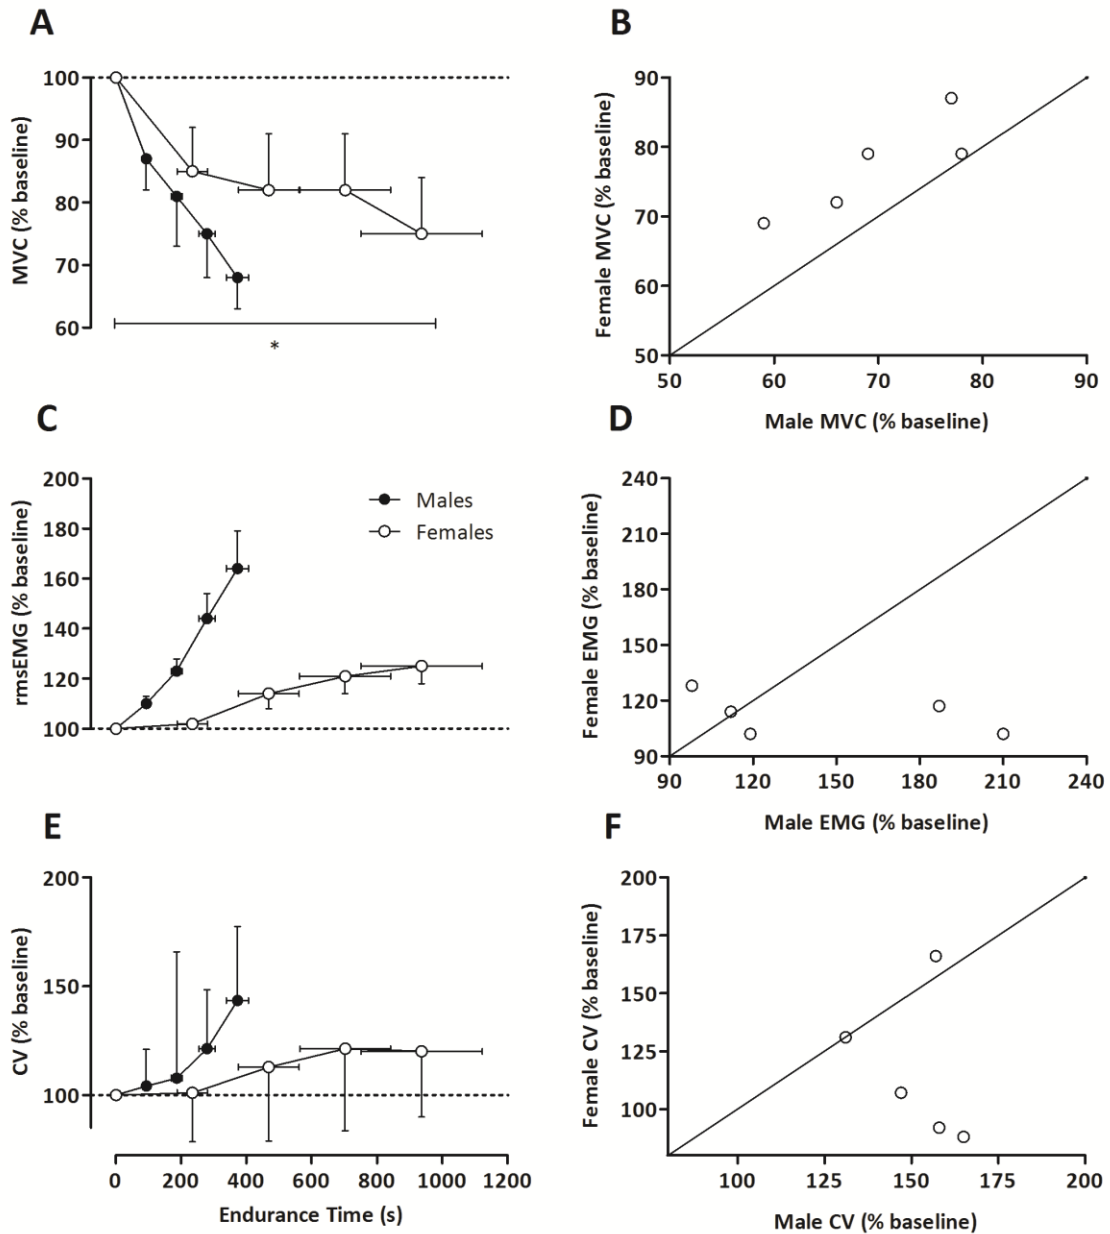 A
B
100
90
80
70
60
MVC (% baseline)
*
90
80
70
60
50
Female MVC (% baseline)
50 60 70 80 90
Male MVC (% baseline)
C
D
200
180
160
140
120
100
rmsEMG (% baseline)
Males
Females
240
210
180
150
120
90
Female EMG (% baseline)
90 120 150 180 210 240
Male EMG (% baseline)
E
F
200
150
100
CV (% baseline)
0 200 400 600 800 1000 1200
Endurance Time (s)
200
175
150
125
100
Female CV (% baseline)
100 125 150 175 200
Male CV (% baseline)